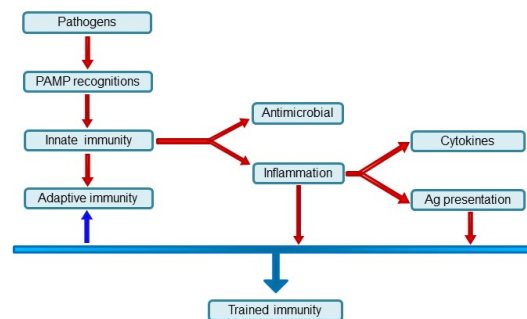 Pathogens
PAMP recognitions
Innate immunity
Adaptive immunity
Antimicrobial
Inflammation
Cytokines
Ag presentation
Trained immunity